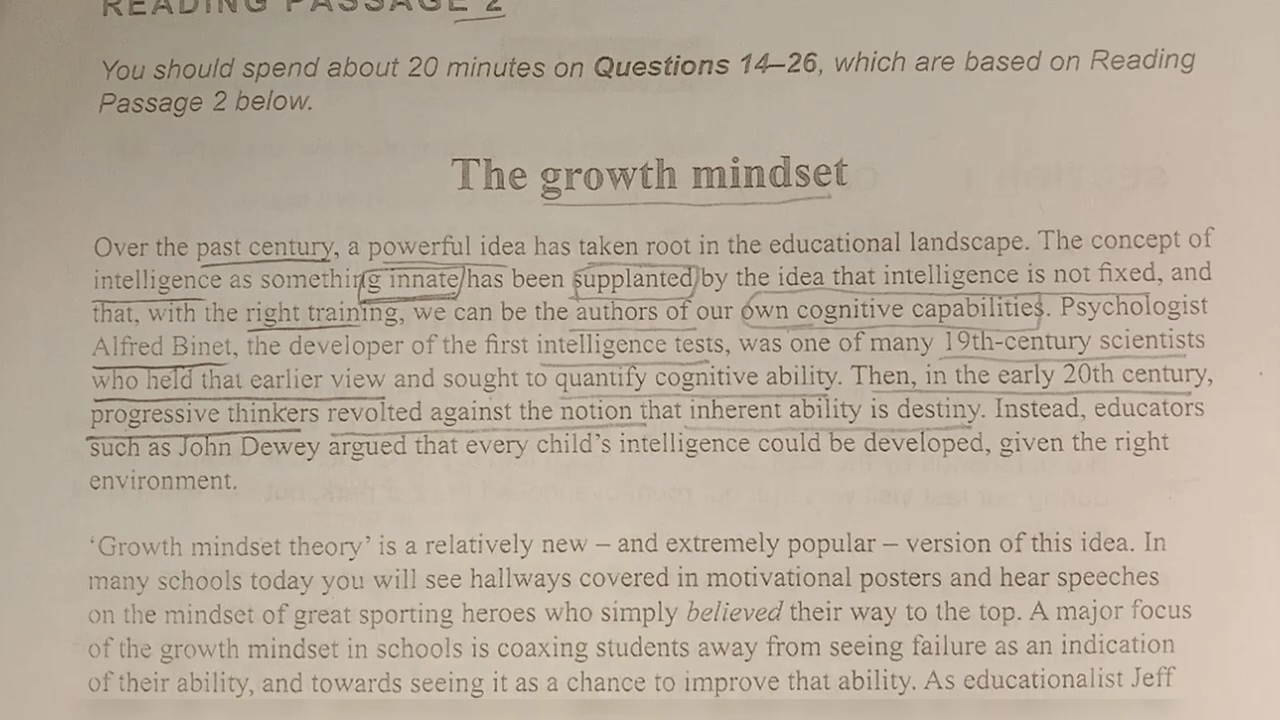 READING PASSAGE 2
You should spend about 20 minutes on Questions 14–26, which are based on Reading
Passage 2 below.
The growth mindset
Over the past century, a powerful idea has taken root in the educational landscape. The concept of
intelligence as something innate has been supplanted by the idea that intelligence is not fixed, and
that, with the right training, we can be the authors of our own cognitive capabilities. Psychologist
Alfred Binet, the developer of the first intelligence tests, was one of many 19th-century scientists
who held that earlier view and sought to quantify cognitive ability. Then, in the early 20th century,
progressive thinkers revolted against the notion that inherent ability is destiny. Instead, educators
such as John Dewey argued that every child's intelligence could be developed, given the right
environment.
‘Growth mindset theory’ is a relatively new – and extremely popular – version of this idea. In
many schools today you will see hallways covered in motivational posters and hear speeches
on the mindset of great sporting heroes who simply believed their way to the top. A major focus
of the growth mindset in schools is coaxing students away from seeing failure as an indication
of their ability, and towards seeing it as a chance to improve that ability. As educationalist Jeff